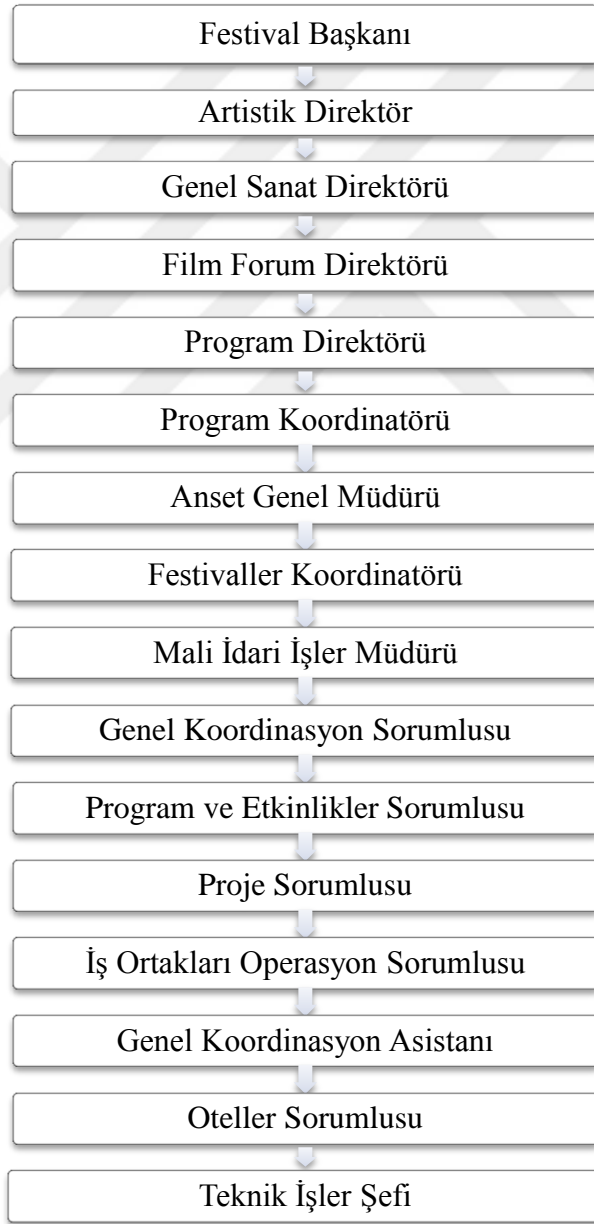 Festival Başkanı
Artistik Direktör
Genel Sanat Direktörü
Film Forum Direktörü
Program Direktörü
Program Koordinatörü
Anset Genel Müdürü
Festivaller Koordinatörü
Mali İdari İşler Müdürü
Genel Koordinasyon Sorumlusu
Program ve Etkinlikler Sorumlusu
Proje Sorumlusu
İş Ortakları Operasyon Sorumlusu
Genel Koordinasyon Asistanı
Oteller Sorumlusu
Teknik İşler Şefi